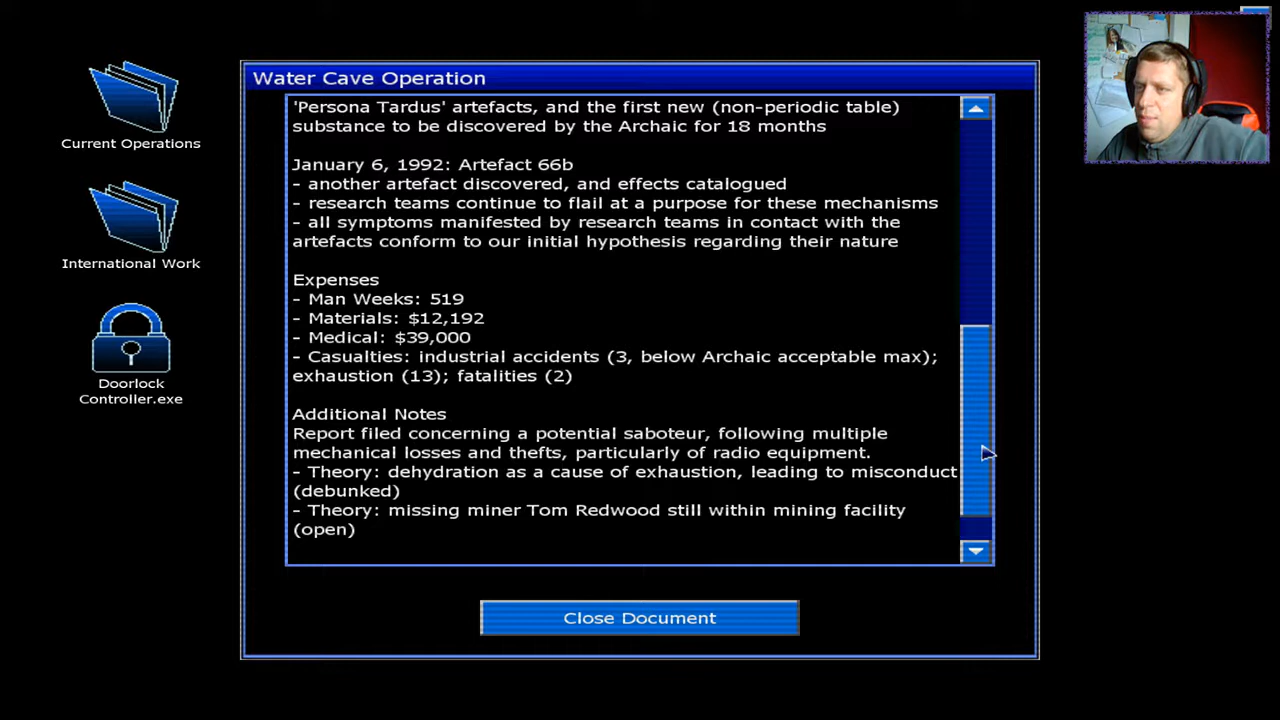 Water Cave Operation
'Persona Tardus' artefacts, and the first new (non-periodic table)
substance to be discovered by the Archaic for 18 months
January 6, 1992: Artefact 66b
- another artefact discovered, and effects catalogued
- research teams continue to flail at a purpose for these mechanisms
- all symptoms manifested by research teams in contact with the
artefacts conform to our initial hypothesis regarding their nature
Expenses
- Man Weeks: 519
- Materials: $12,192
- Medical: $39,000
- Casualties: industrial accidents (3, below Archaic acceptable max);
exhaustion (13); fatalities (2)
Additional Notes
Report filed concerning a potential saboteur, following multiple
mechanical losses and thefts, particularly of radio equipment.
- Theory: dehydration as a cause of exhaustion, leading to misconduct
(debunked)
- Theory: missing miner Tom Redwood still within mining facility
(open)
Close Document
Current Operations
International Work
Doorlock
Controller.exe